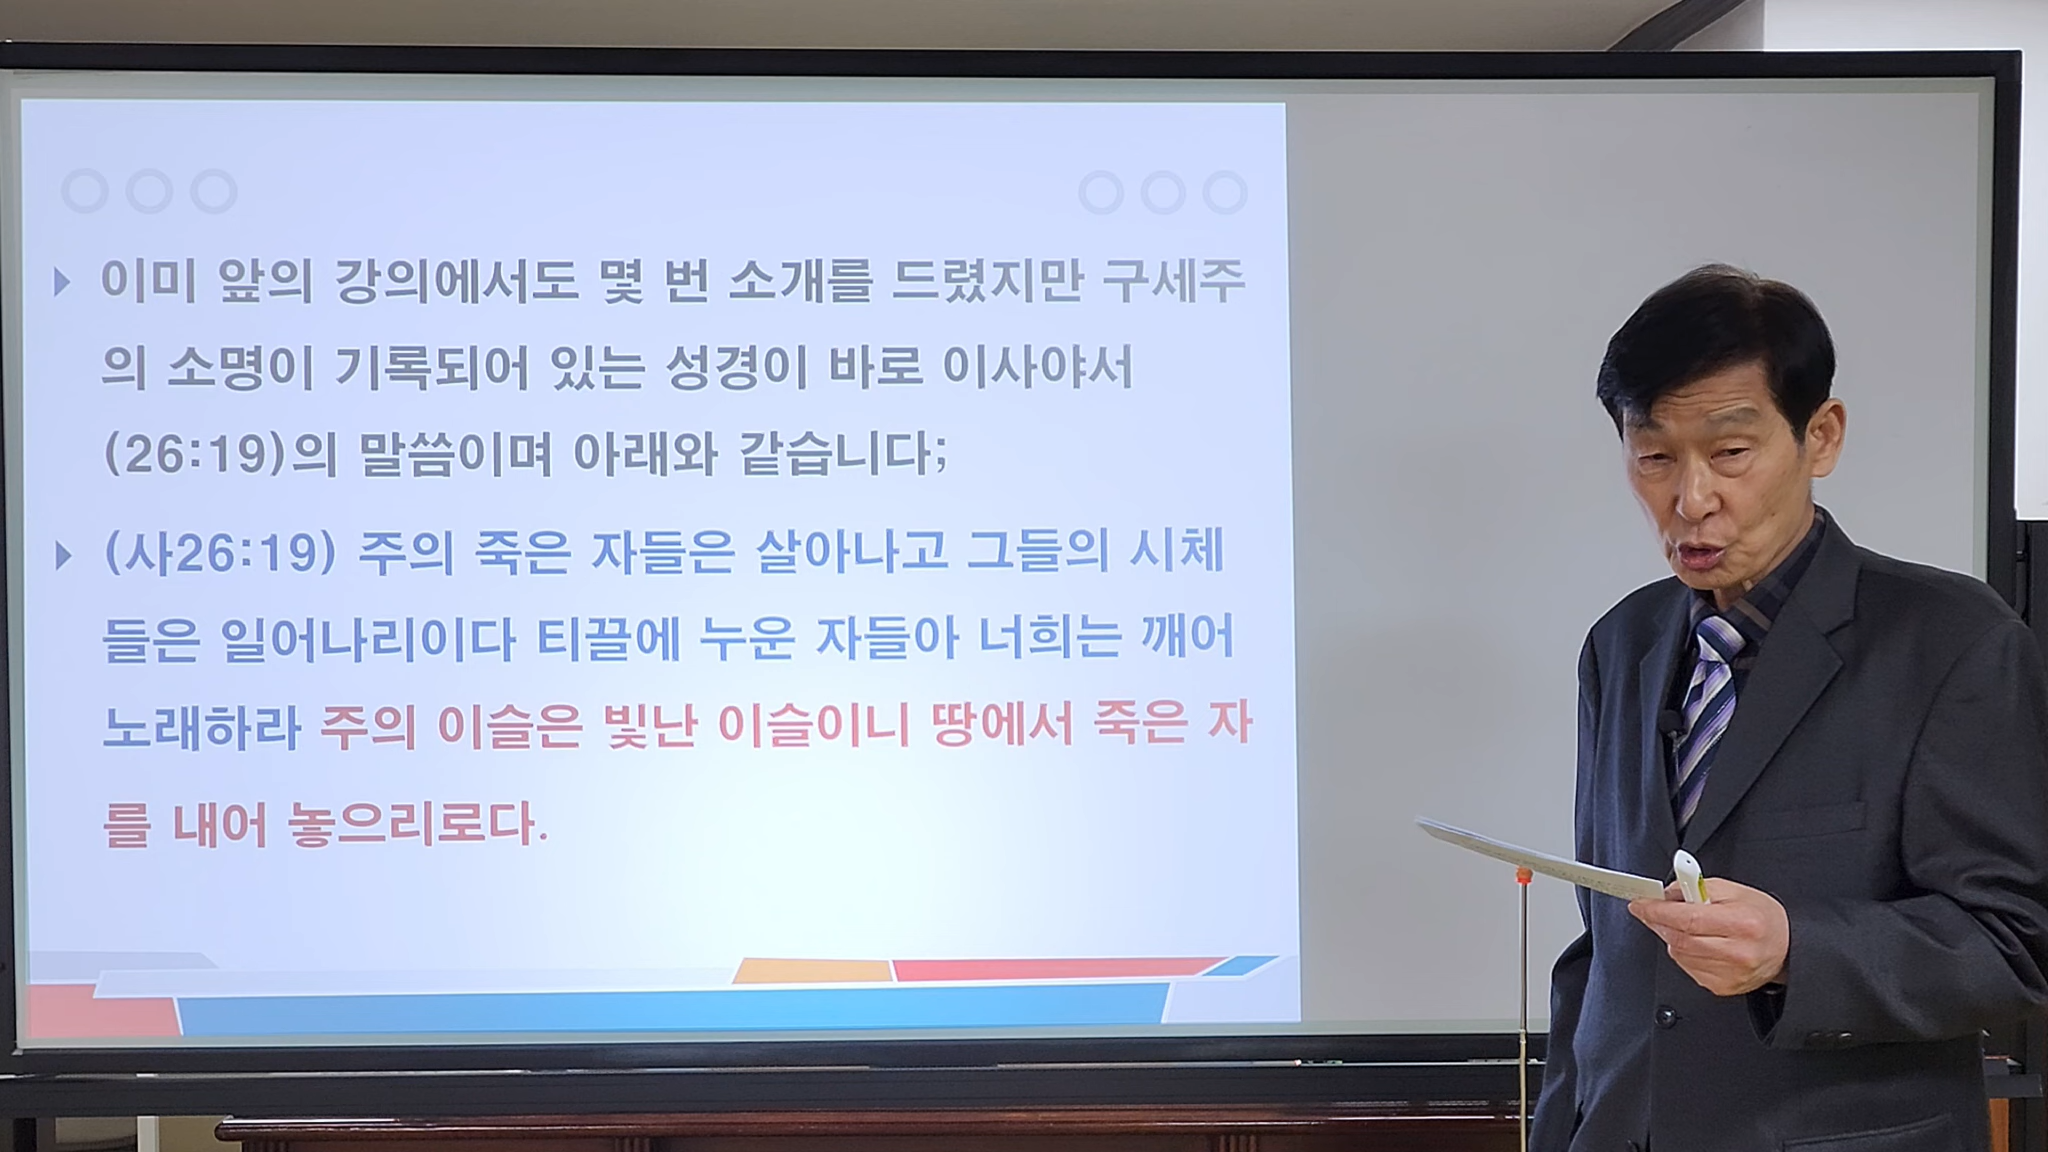 이미 앞의 강의에서도 몇 번 소개를 드렸지만 구세주
의 소명이 기록되어 있는 성경이 바로 이사야서
(26:19)의 말씀이며 아래와 같습니다;
(사26:19) 주의 죽은 자들은 살아나고 그들의 시체
들은 일어나리이다 티끌에 누운 자들아 너희는 깨어
노래하라 주의 이슬은 빛난 이슬이니 땅에서 죽은 자
를 내어 놓으리로다.